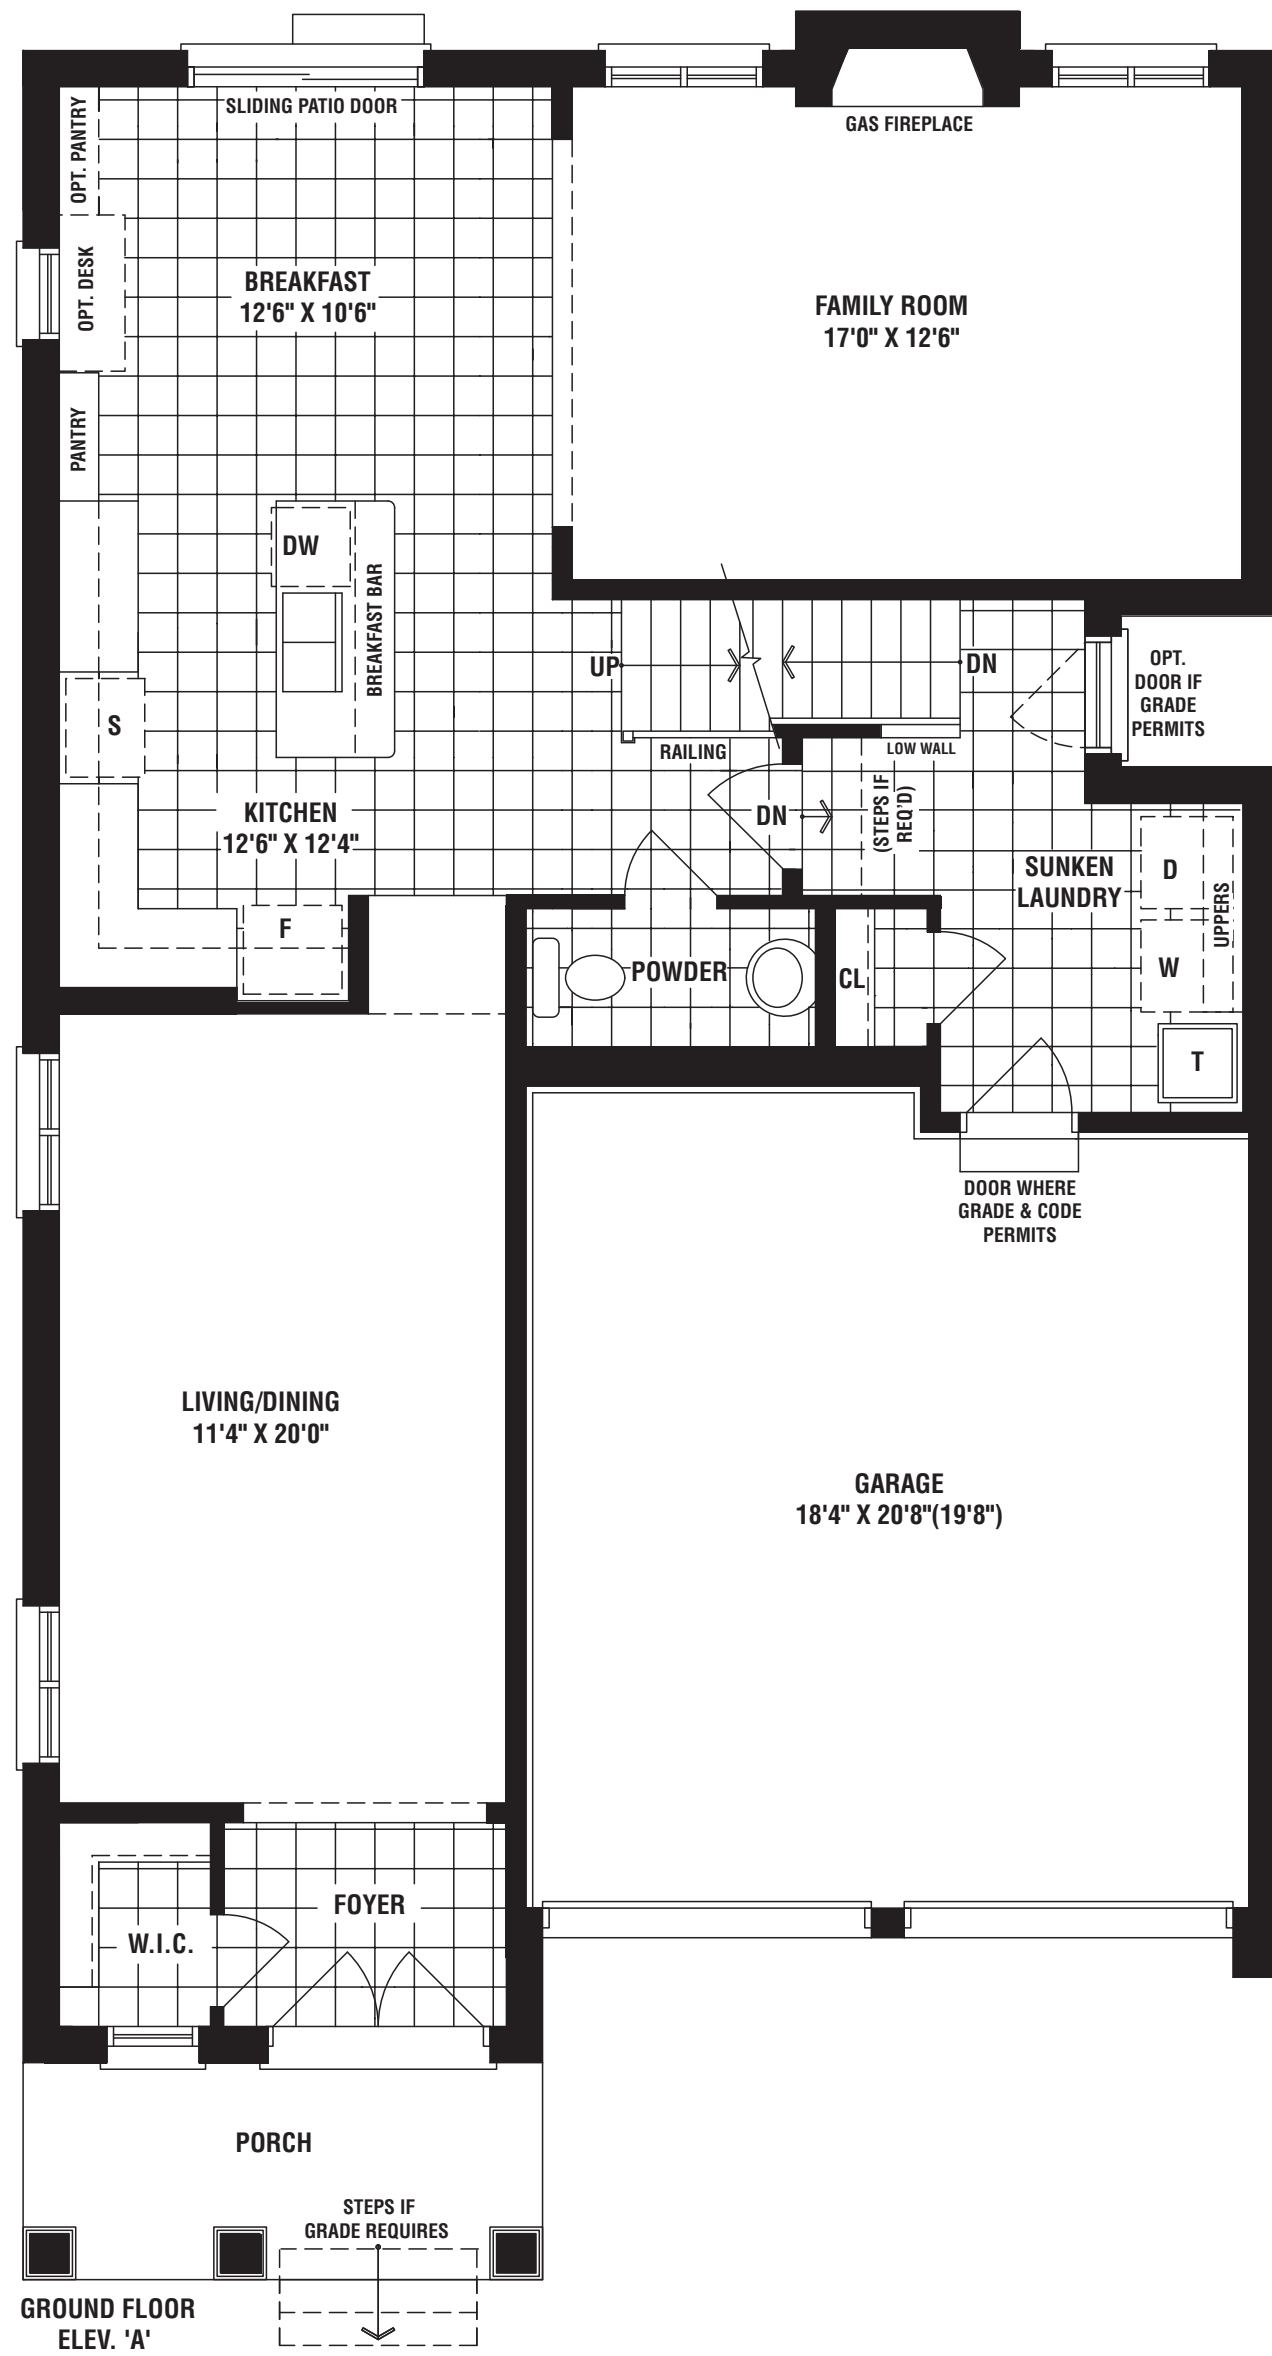 SLIDING PATIO DOOR
GAS FIREPLACE
OPT. PANTRY
OPT. DESK
BREAKFAST
12'6" X 10'6"
FAMILY ROOM
17'0" X 12'6"
PANTRY
DW
BREAKFAST BAR
UP
DN
OPT.
DOOR IF
GRADE
PERMITS
S
RAILING
LOW WALL
KITCHEN
12'6" X 12'4"
DN
(STEPS IF
REQ'D)
SUNKEN
LAUNDRY
D
UPPERS
F
POWDER
CL
W
T
DOOR WHERE
GRADE & CODE
PERMITS
LIVING/DINING
11'4" X 20'0"
GARAGE
18'4" X 20'8"(19'8")
FOYER
W.I.C.
PORCH
STEPS IF
GRADE REQUIRES
GROUND FLOOR
ELEV. 'A'